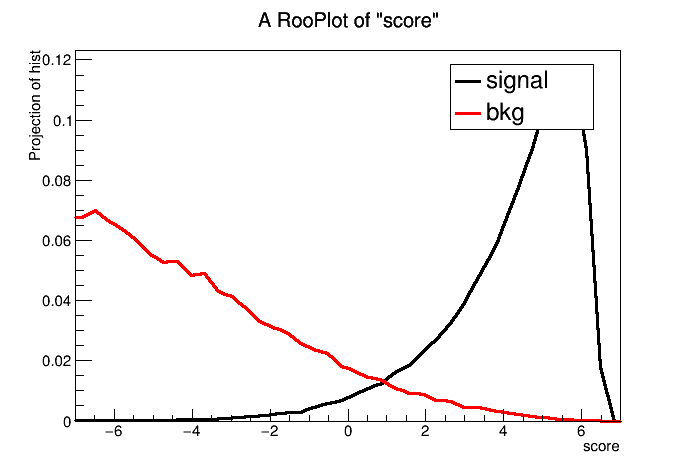 A RooPlot of "score"
Projection of hist
0.12
0.1
0.08
0.06
0.04
0.02
0
signal
bkg
−6 −4 −2 0 2 4 6
score